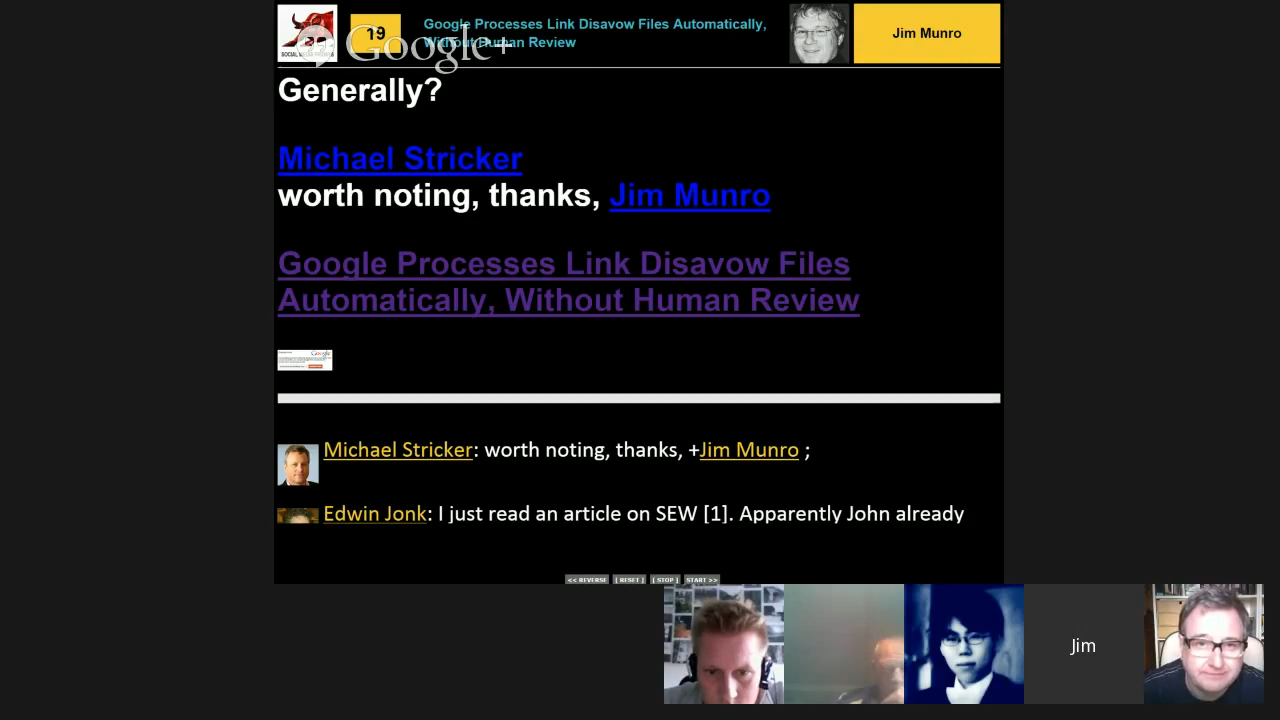 19
Google Processes Link Disavow Files Automatically,
Without Human Review
Google+
Jim Munro
Generally?
Michael Stricker
worth noting, thanks, Jim Munro
Google Processes Link Disavow Files
Automatically, Without Human Review
Google
Michael Stricker: worth noting, thanks, +Jim Munro ;
Edwin Jonk: I just read an article on SEW [1]. Apparently John already
<< REVERSE [ RESET ] [ STOP ] START >>
Jim